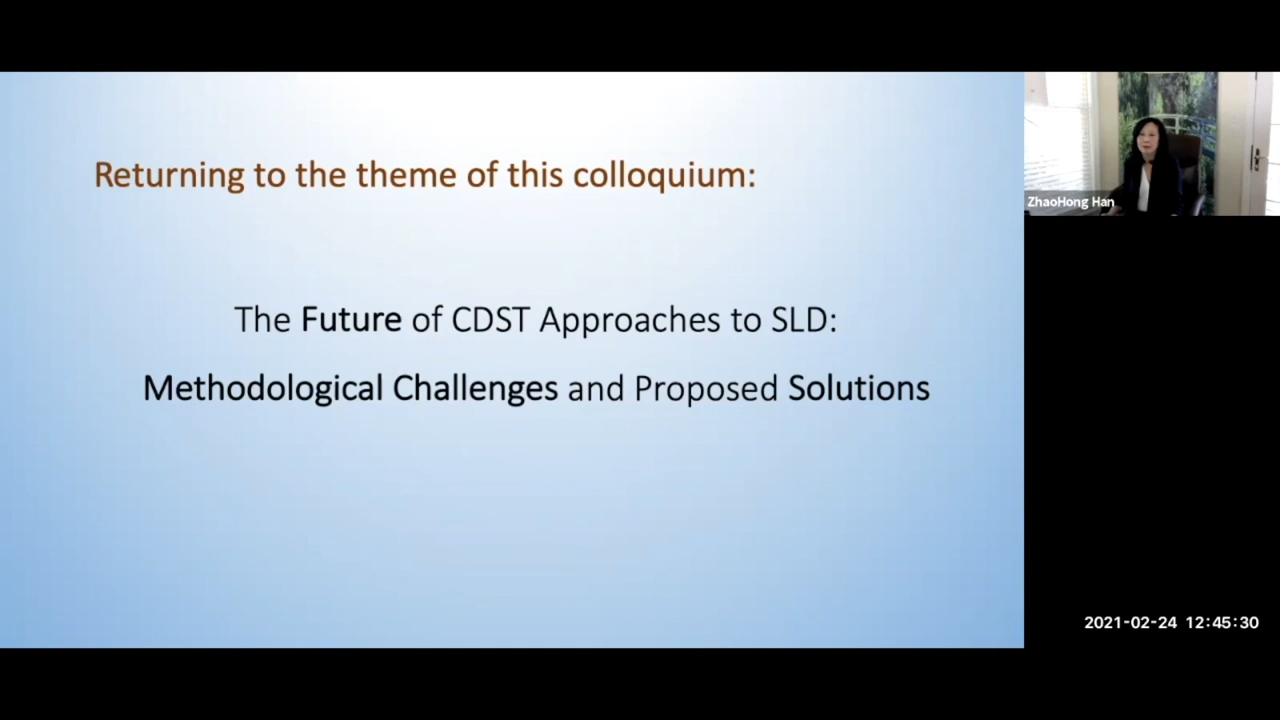 Returning to the theme of this colloquium:
The Future of CDST Approaches to SLD:
Methodological Challenges and Proposed Solutions
ZhaoHong Han
2021-02-24 12:45:30